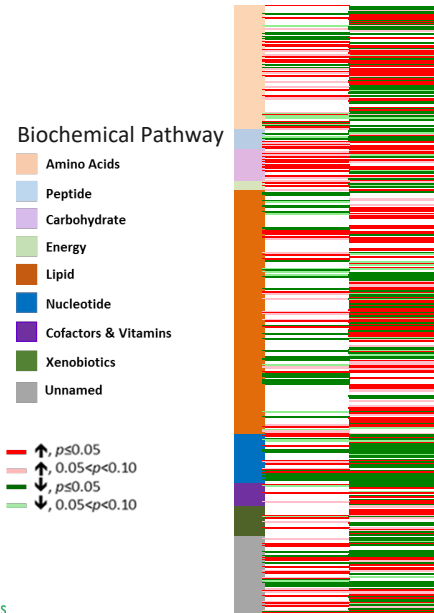 Biochemical Pathway
Amino Acids
Peptide
Carbohydrate
Energy
Lipid
Nucleotide
Cofactors & Vitamins
Xenobiotics
Unnamed
↑, p≤0.05
↑, 0.05<p<0.10
↓, p≤0.05
↓, 0.05<p<0.10
s